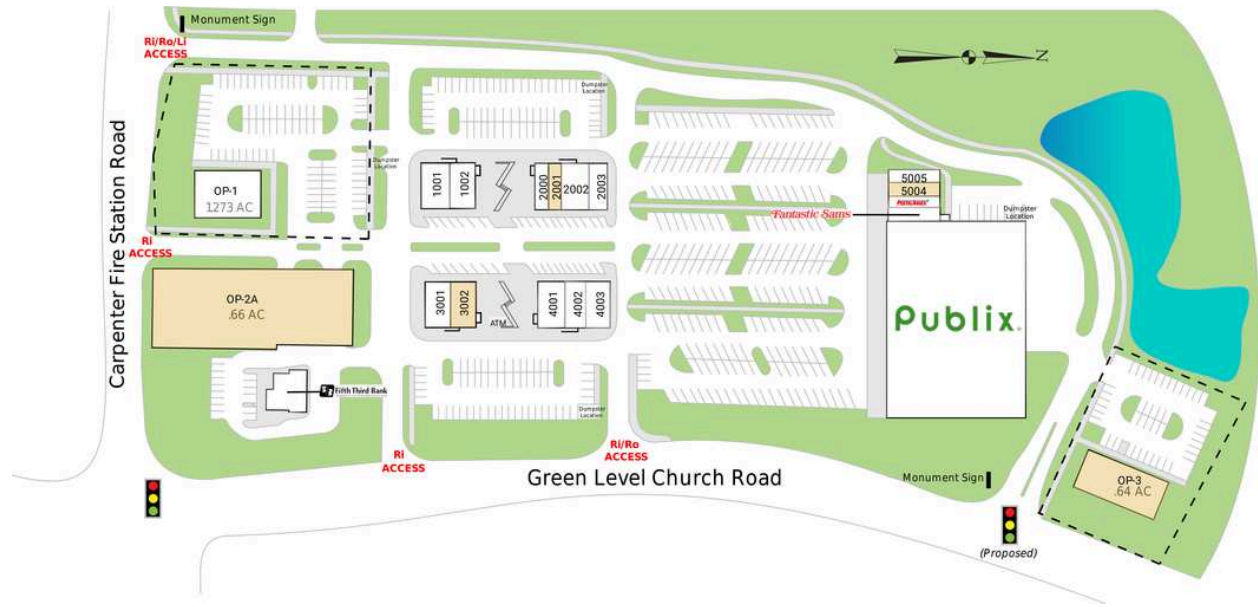 Monument Sign
Ri/Ro/Li
ACCESS
Dumpster
Location
N
Carpenter Fire Station Road
Dumpster
Location
OP-1
1273 AC
1001
1002
2000
2001
2002
2003
5005
5004
Fantastic Sams
Dumpster
Location
Ri
ACCESS
OP-2A
.66 AC
3001
3002
ATM
4001
4002
4003
Publix.
Fifth Third Bank
Dumpster
Location
Ri
ACCESS
Ri/Ro
ACCESS
Green Level Church Road
Monument Sign
OP-3
.64 AC
(Proposed)